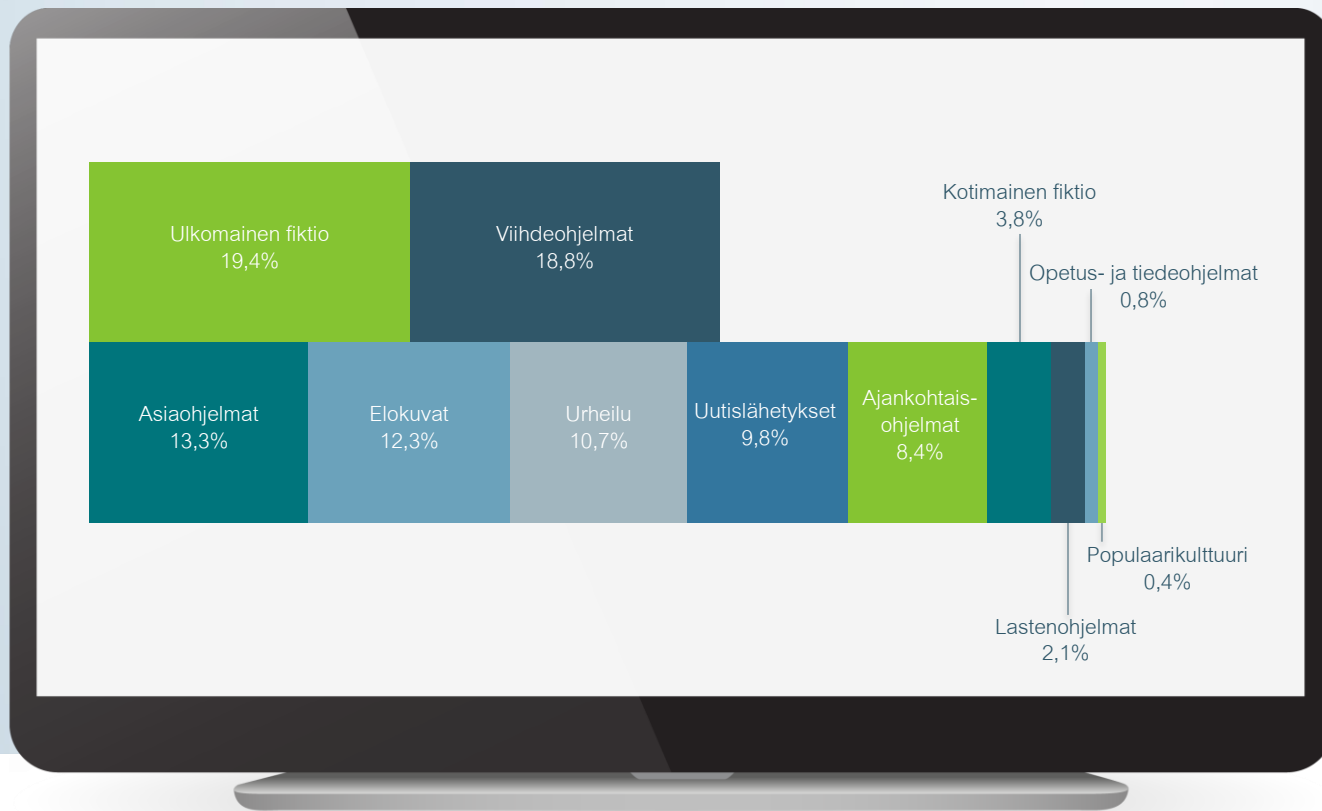 Ulkomainen fiktio
19,4%
Viihdeohjelmat
18,8%
Kotimainen fiktio
3,8%
Opetus- ja tiedeohjelmat
0,8%
Asiaohjelmat
13,3%
Elokuvat
12,3%
Urheilu
10,7%
Uutislähetykset
9,8%
Ajankohtais-
ohjelmat
8,4%
Populaarikulttuuri
0,4%
Lastenohjelmat
2,1%